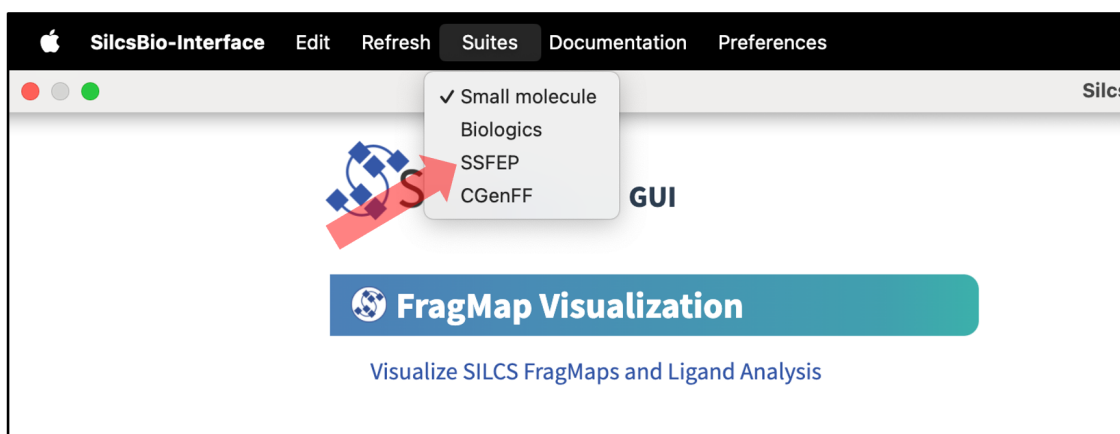 SilcsBio-Interface Edit Refresh Suites Documentation Preferences
Silcs
✓ Small molecule
Biologics
SSFEP
CGenFF
S
GUI
FragMap Visualization
Visualize SILCS FragMaps and Ligand Analysis